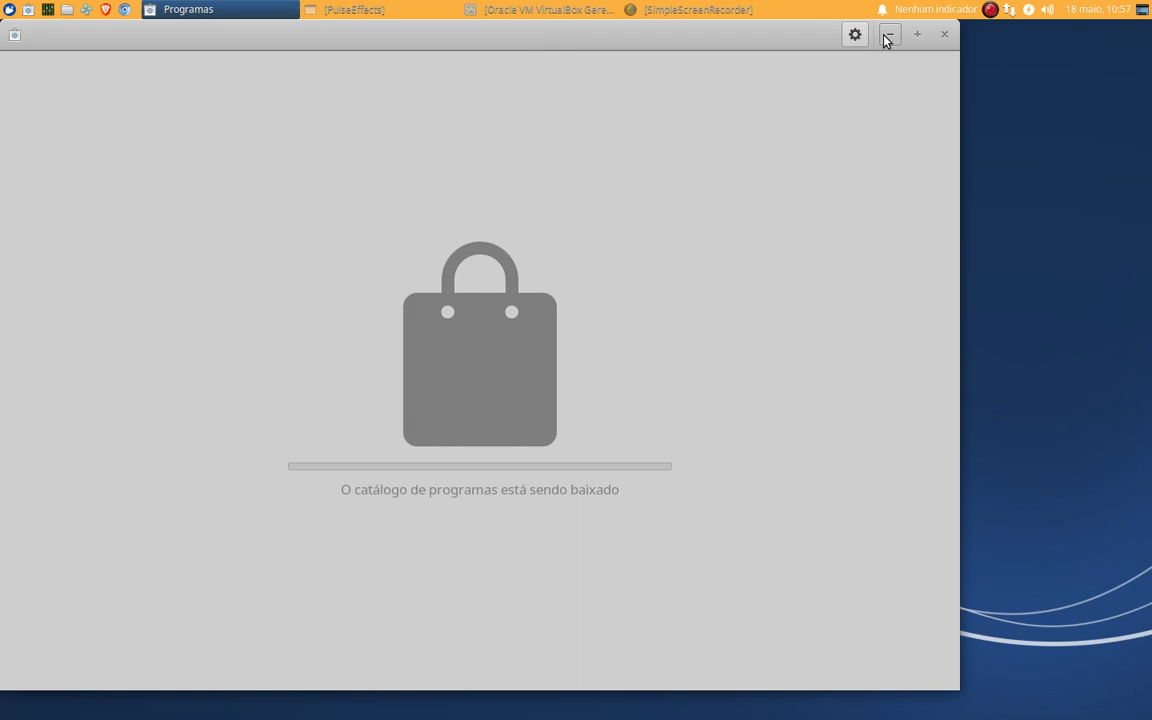 Programas
[PulseEffects]
[Oracle VM VirtualBox Gere...
[SimpleScreenRecorder]
Nenhum indicador
18 maio, 10:57
O catálogo de programas está sendo baixado